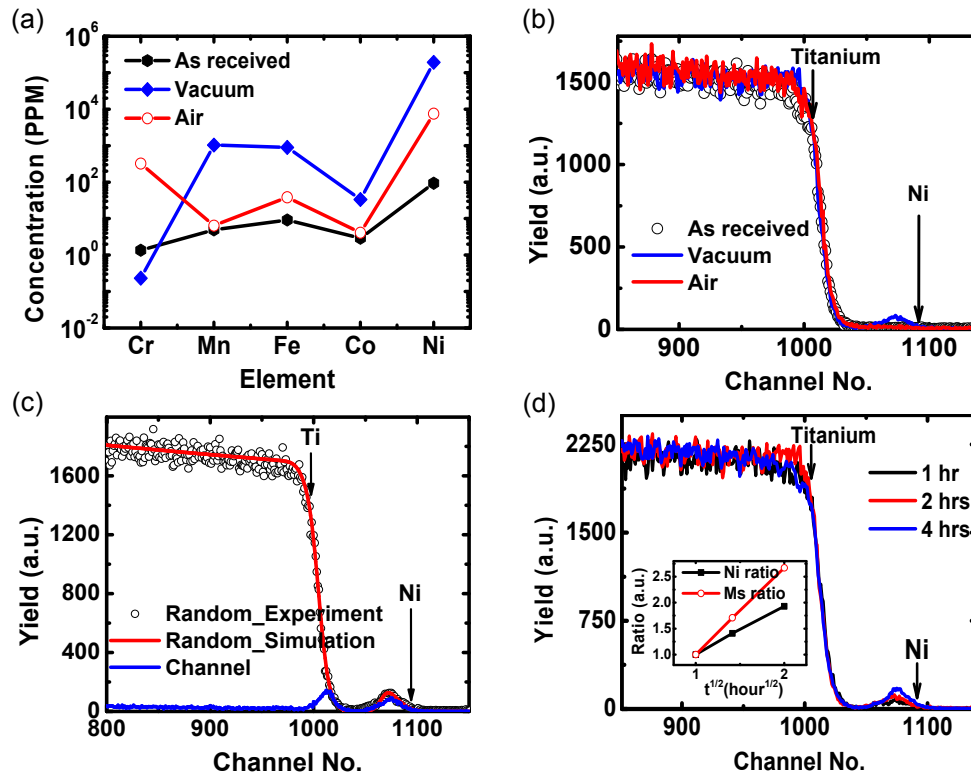 (a)
10^6
10^4
10^2
10^0
10^-2
Concentration (PPM)
As received
Vacuum
Air
Cr Mn Fe Co Ni
Element
(b)
1500
1000
500
0
Yield (a.u.)
Titanium
Ni
As received
Vacuum
Air
900 1000 1100
Channel No.
(c)
1600
1200
800
400
0
Yield (a.u.)
Ti
Ni
Random_Experiment
Random_Simutation
Channel
800 900 1000 1100
Channel No.
(d)
2250
1500
750
0
Yield (a.u.)
Titanium
Ni
1 hr
2 hrs
4 hrs
2.5
2.0
1.5
1.0
Ratio (a.u.)
Ni ratio
Ms ratio
1 2
t^1/2(hour^1/2)
900 1000 1100
Channel No.